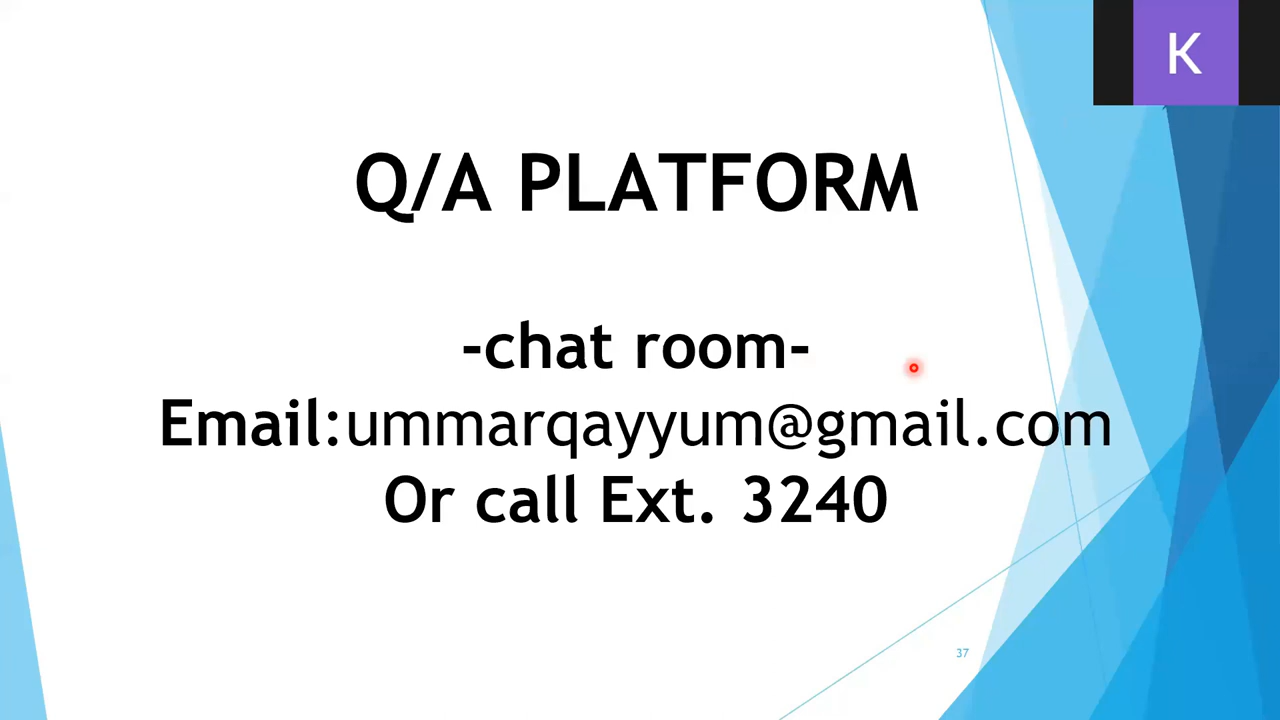 K
Q/A PLATFORM
-chat room-
Email:ummarqayyum@gmail.com
Or call Ext. 3240
37